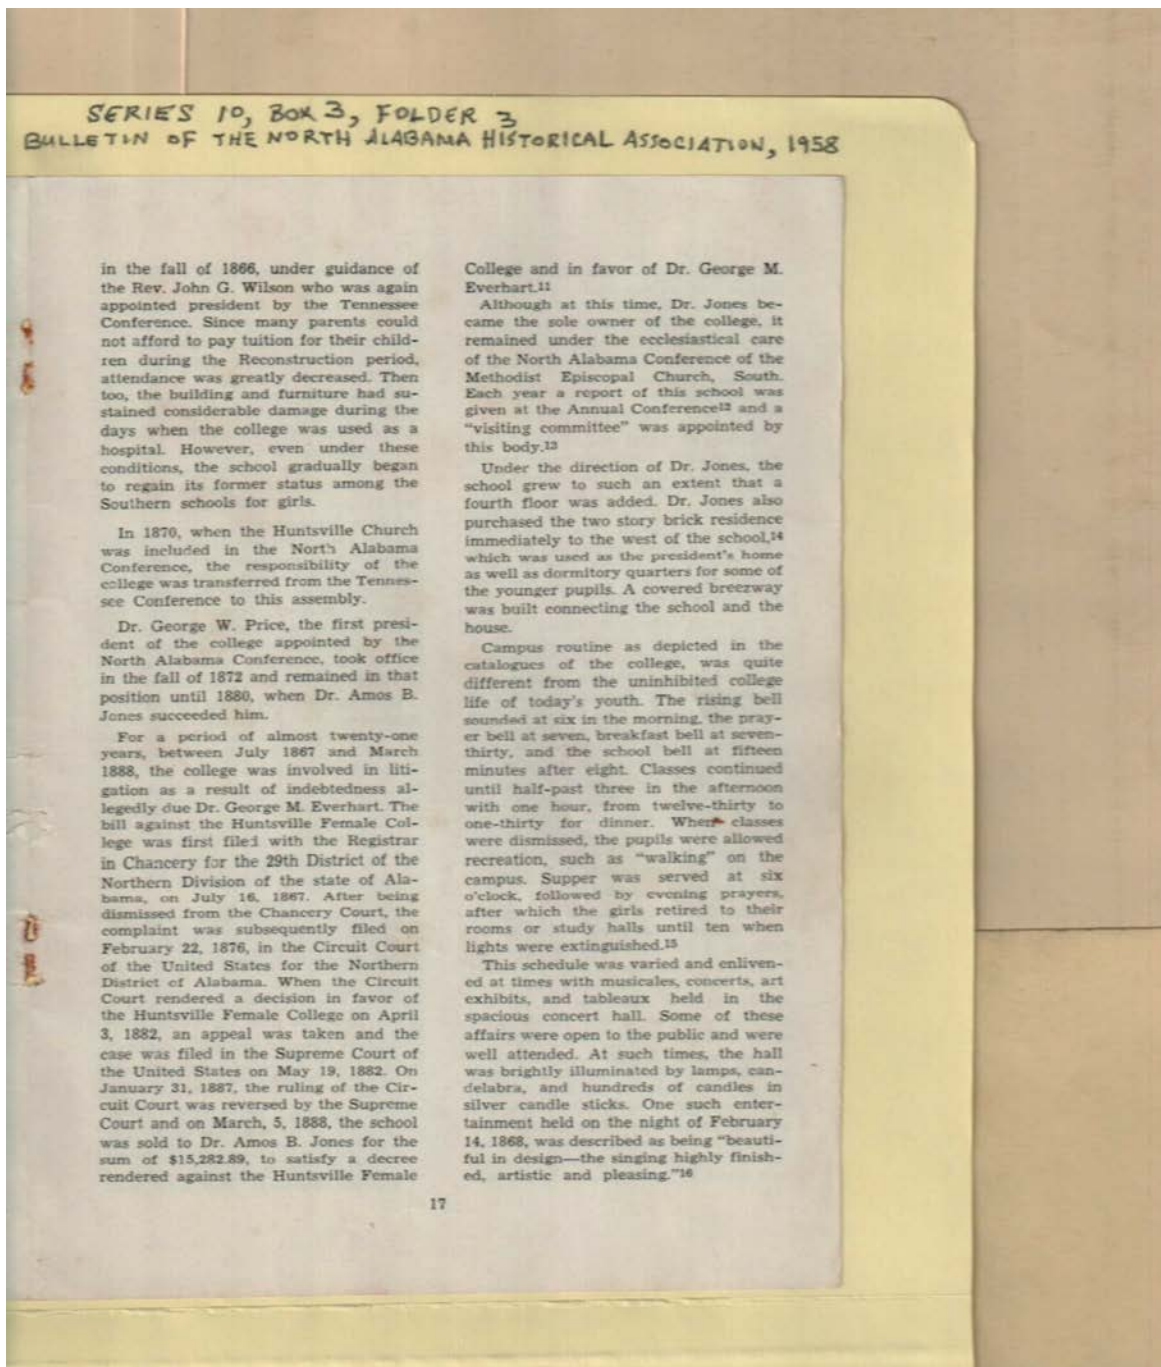 SERIES 10, BOX 3, FOLDER 3
BULLETIN OF THE NORTH ALABAMA HISTORICAL ASSOCIATION, 1958
in the fall of 1866, under guidance of
the Rev. John G. Wilson who was again
appointed president by the Tennessee
Conference. Since many parents could
not afford to pay tuition for their child-
ren during the Reconstruction period,
attendance was greatly decreased. Then
too, the building and furniture had su-
stained considerable damage during the
days when the college was used as a
hospital. However, even under these
conditions, the school gradually began
to regain its former status among the
Southern schools for girls.
In 1870, when the Huntsville Church
was included in the North Alabama
Conference, the responsibility of the
college was transferred from the Tennes-
see Conference to this assembly.
Dr. George W. Price, the first presi-
dent of the college appointed by the
North Alabama Conference, took office
in the fall of 1872 and remained in that
position until 1880, when Dr. Amos B.
Jones succeeded him.
For a period of almost twenty-one
years, between July 1867 and March
1888, the college was involved in liti-
gation as a result of indebtedness al-
legedly due Dr. George M. Everhart. The
bill against the Huntsville Female Col-
lege was first filed with the Registrar
in Chancery for the 29th District of the
Northern Division of the state of Ala-
bama, on July 16, 1867. After being
dismissed from the Chancery Court, the
complaint was subsequently filed on
February 22, 1876, in the Circuit Court
of the United States for the Northern
District of Alabama. When the Circuit
Court rendered a decision in favor of
the Huntsville Female College on April
3, 1882, an appeal was taken and the
case was filed in the Supreme Court of
the United States on May 19, 1882. On
January 31, 1887, the ruling of the Cir-
cuit Court was reversed by the Supreme
Court and on March, 5, 1888, the school
was sold to Dr. Amos B. Jones for the
sum of $15,282.89, to satisfy a decree
rendered against the Huntsville Female
College and in favor of Dr. George M.
Everhart.11
Although at this time, Dr. Jones be-
came the sole owner of the college, it
remained under the ecclesiastical care
of the North Alabama Conference of the
Methodist Episcopal Church, South.
Each year a report of this school was
given at the Annual Conference12 and a
“visiting committee” was appointed by
this body.13
Under the direction of Dr. Jones, the
school grew to such an extent that a
fourth floor was added. Dr. Jones also
purchased the two story brick residence
immediately to the west of the school,14
which was used as the president's home
as well as dormitory quarters for some of
the younger pupils. A covered breezway
was built connecting the school and the
house.
Campus routine as depicted in the
catalogues of the college, was quite
different from the uninhibited college
life of today's youth. The rising bell
sounded at six in the morning, the pray-
er bell at seven, breakfast bell at seven-
thirty, and the school bell at fifteen
minutes after eight. Classes continued
until half-past three in the afternoon
with one hour, from twelve-thirty to
one-thirty for dinner. When classes
were dismissed, the pupils were allowed
recreation, such as “walking” on the
campus. Supper was served at six
o'clock, followed by evening prayers,
after which the girls retired to their
rooms or study halls until ten when
lights were extinguished.15
This schedule was varied and enliven-
ed at times with musicales, concerts, art
exhibits, and tableaux held in the
spacious concert hall. Some of these
affairs were open to the public and were
well attended. At such times, the hall
was brightly illuminated by lamps, can-
delabra, and hundreds of candles in
silver candle sticks. One such enter-
tainment held on the night of February
14, 1868, was described as being “beauti-
ful in design—the singing highly finish-
ed, artistic and pleasing.”16
17